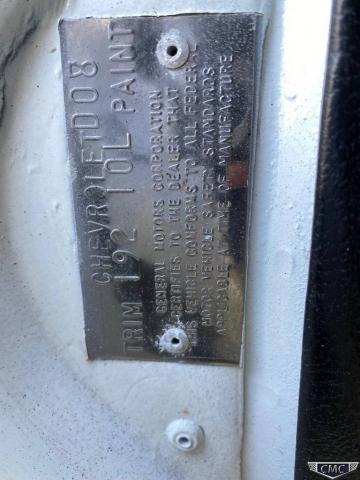 CHEVROLET D08
TRIM 192 10L PAINT
GENERAL MOTORS CORPORATION
CERTIFIES TO THE DEALER THAT
THIS VEHICLE CONFORMS TO ALL FEDERAL
MOTOR VEHICLE SAFETY STANDARDS
APPLICABLE AT TIME OF MANUFACTURE
CMC